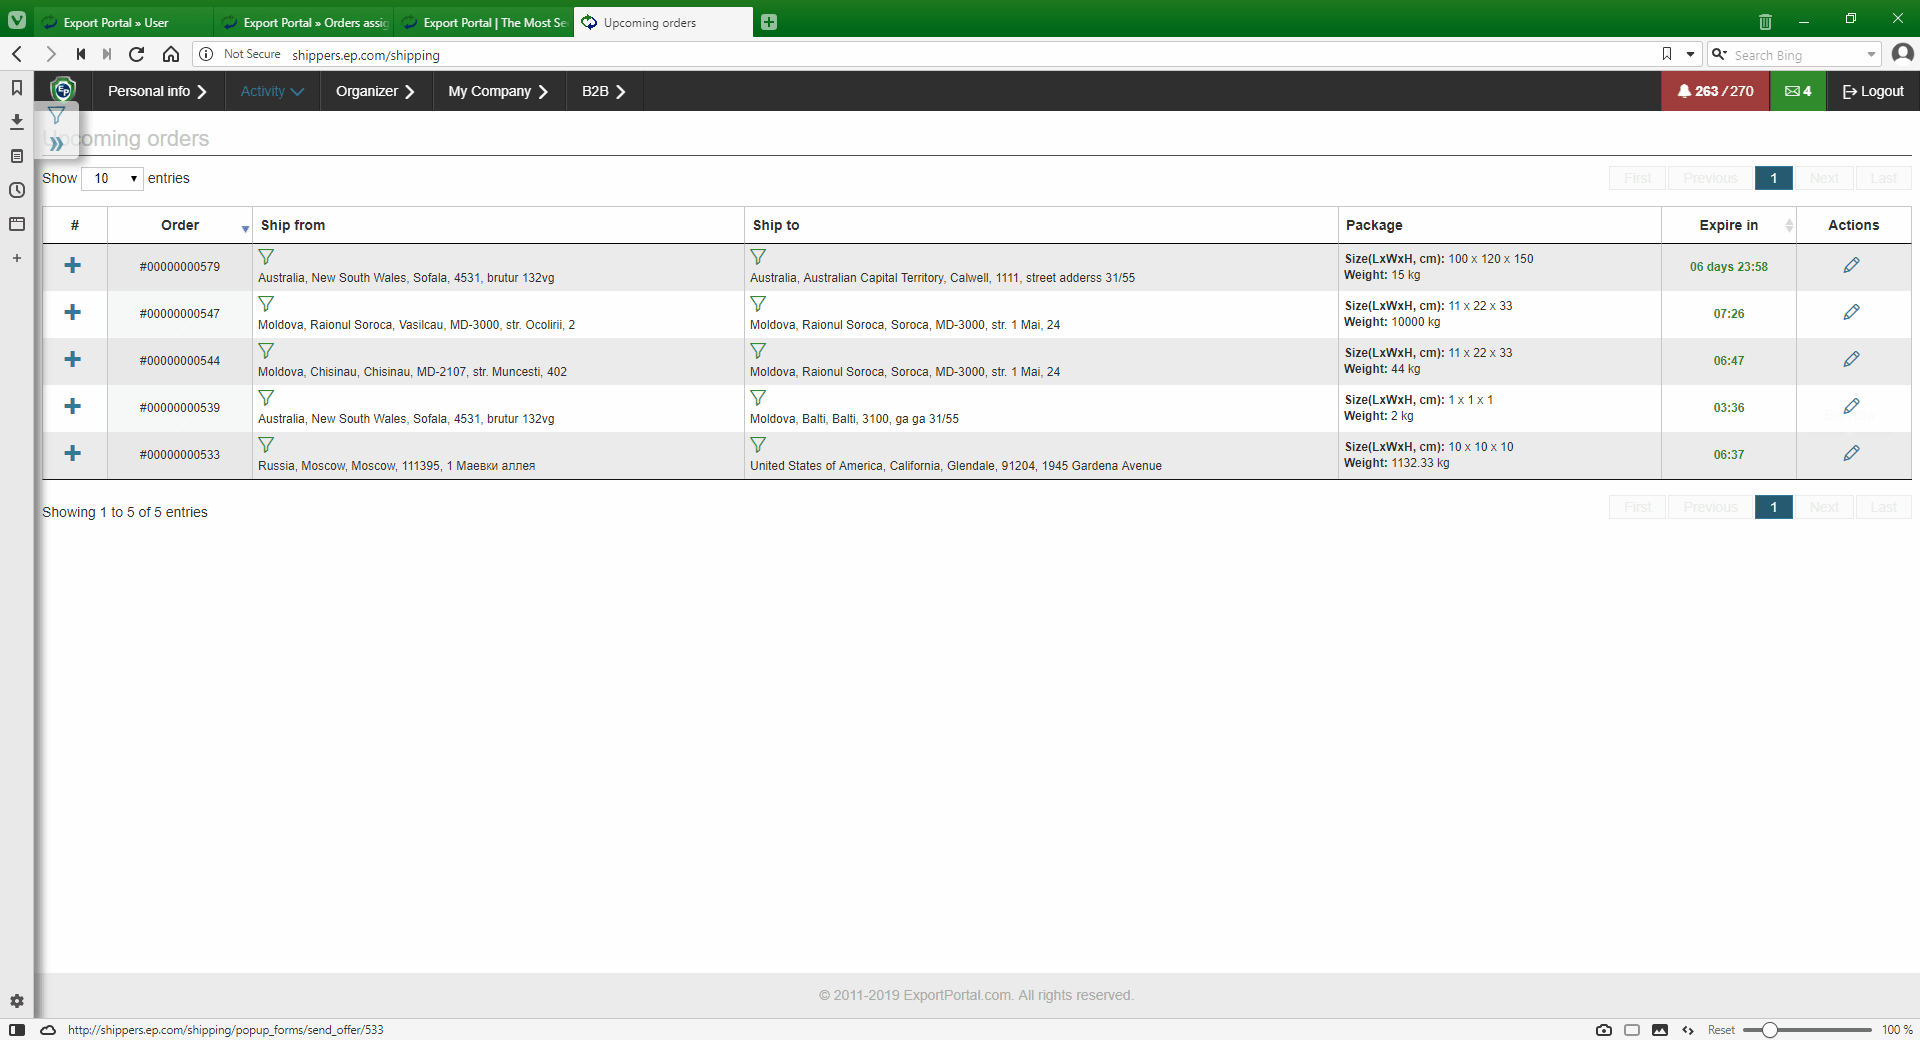 Export Portal » User
Export Portal » Orders assig
Export Portal | The Most Se
Upcoming orders
Not Secure
shippers.ep.com/shipping
Search Bing
EP
Personal info
Activity
Organizer
My Company
B2B
263 / 270
4
Logout
Upcoming orders
Show 10 entries
First Previous 1 Next Last
# Order Ship from Ship to Package Expire in Actions
#00000000579
Australia, New South Wales, Sofala, 4531, brutur 132vg
Australia, Australian Capital Territory, Calwell, 1111, street adderss 31/55
Size(LxWxH, cm): 100 x 120 x 150
Weight: 15 kg
06 days 23:58
#00000000547
Moldova, Raionul Soroca, Vasilcau, MD-3000, str. Ocolirii, 2
Moldova, Raionul Soroca, Soroca, MD-3000, str. 1 Mai, 24
Size(LxWxH, cm): 11 x 22 x 33
Weight: 10000 kg
07:26
#00000000544
Moldova, Chisinau, Chisinau, MD-2107, str. Muncesti, 402
Moldova, Raionul Soroca, Soroca, MD-3000, str. 1 Mai, 24
Size(LxWxH, cm): 11 x 22 x 33
Weight: 44 kg
06:47
#00000000539
Australia, New South Wales, Sofala, 4531, brutur 132vg
Moldova, Balti, Balti, 3100, ga ga 31/55
Size(LxWxH, cm): 1 x 1 x 1
Weight: 2 kg
03:36
#00000000533
Russia, Moscow, Moscow, 111395, 1 Маевки аллея
United States of America, California, Glendale, 91204, 1945 Gardena Avenue
Size(LxWxH, cm): 10 x 10 x 10
Weight: 1132.33 kg
06:37
Showing 1 to 5 of 5 entries
First Previous 1 Next Last
© 2011-2019 ExportPortal.com. All rights reserved.
http://shippers.ep.com/shipping/popup_forms/send_offer/533
Reset
100 %